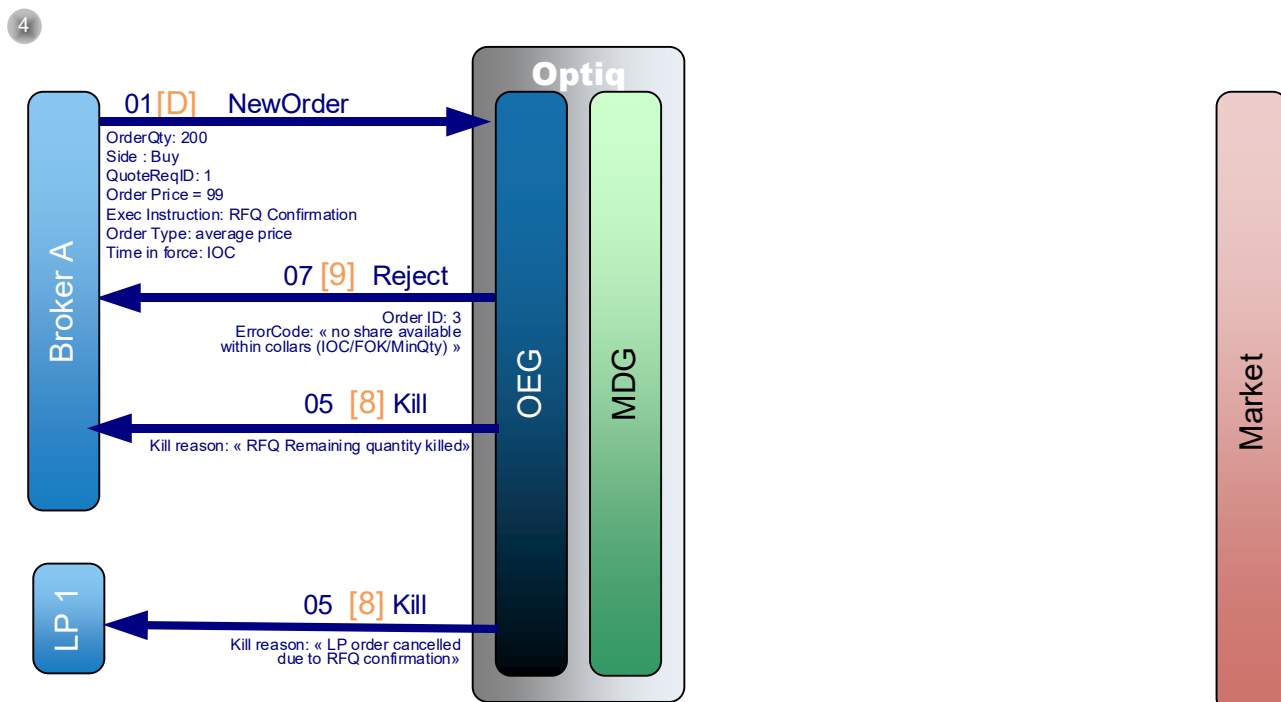 4
Optiq
01 [D] NewOrder
OrderQty: 200
Side : Buy
QuoteReqID: 1
Order Price = 99
Exec Instruction: RFQ Confirmation
Order Type: average price
Time in force: IOC
Broker A
07 [9] Reject
Order ID: 3
ErrorCode: « no share available
within collars (IOC/FOK/MinQty) »
05 [8] Kill
Kill reason: « RFQ Remaining quantity killed»
OEG
MDG
Market
LP 1
05 [8] Kill
Kill reason: « LP order cancelled
due to RFQ confirmation»